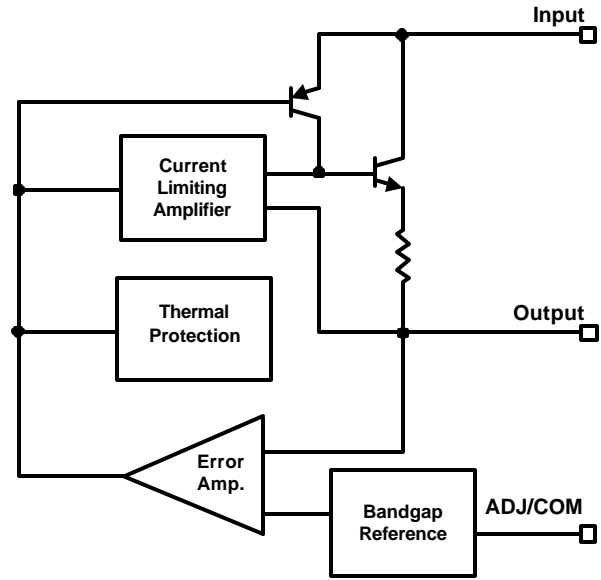 Input
Current
Limiting
Amplifier
Thermal
Protection
Output
Error
Amp.
Bandgap
Reference
ADJ/COM